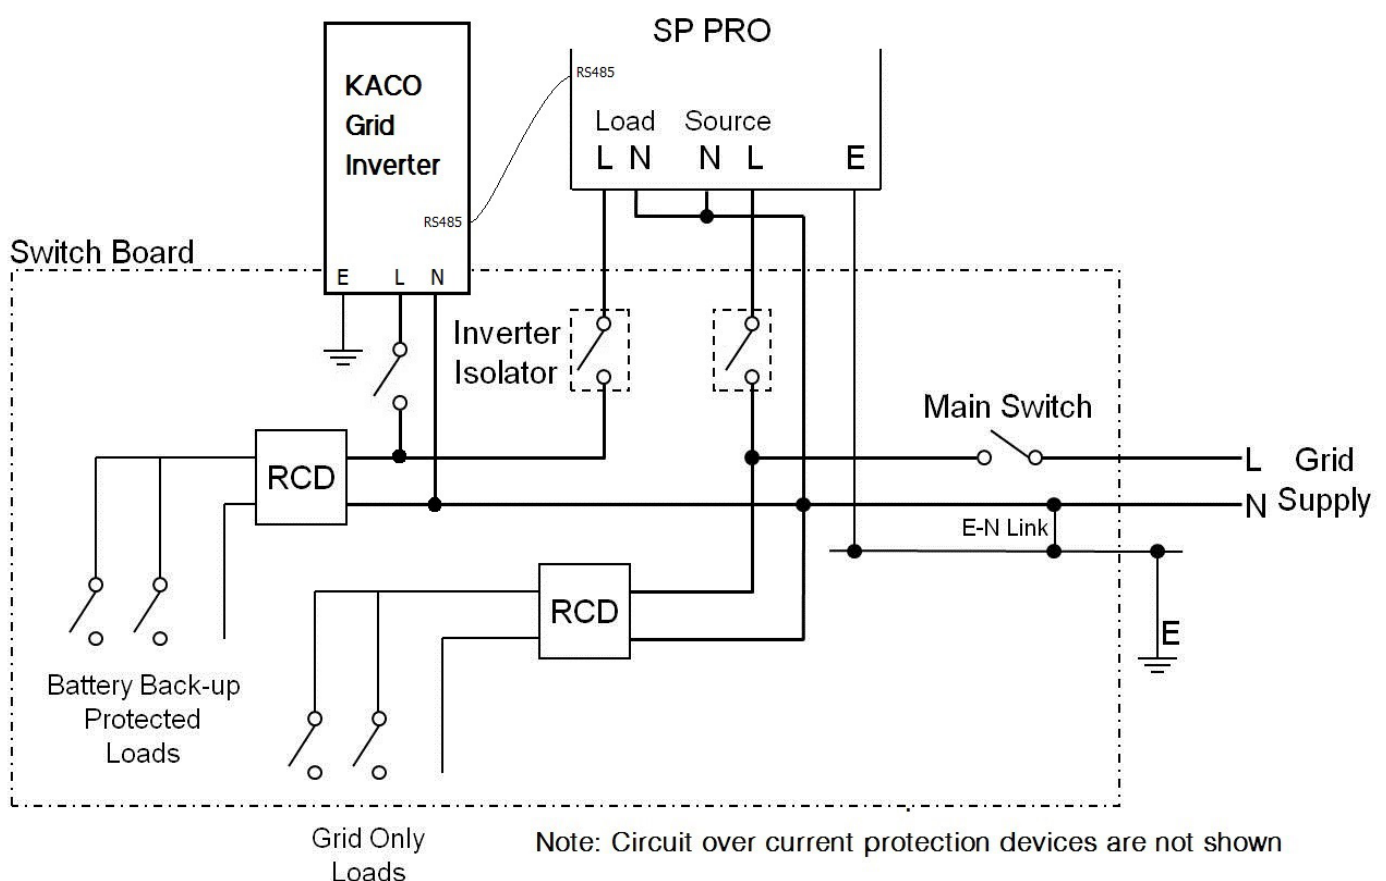 SP PRO
KACO
Grid
Inverter
RS485
RS485
Load Source
L N N L E
Switch Board
E L N
Inverter
Isolator
Main Switch
L Grid
N Supply
E-N Link
RCD
RCD
E
Battery Back-up
Protected
Loads
Grid Only
Loads
Note: Circuit over current protection devices are not shown